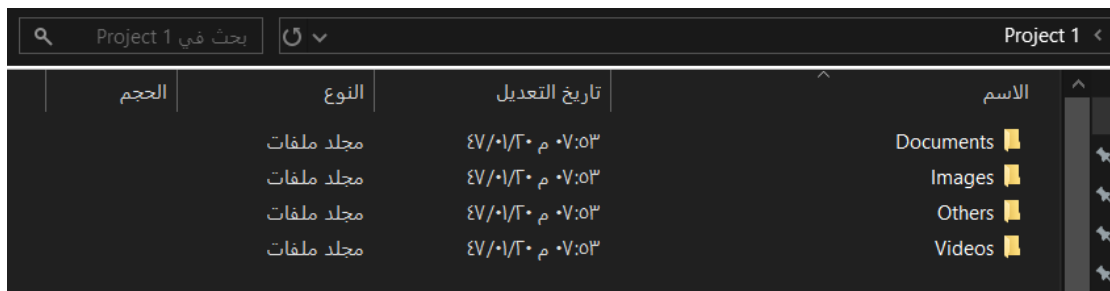 Project 1 <
بحث في Project 1
الاسم تاريخ التعديل النوع الحجم
Documents ٤٧/٠١/٢٠ ٠٧:٥٣ م مجلد ملفات
Images ٤٧/٠١/٢٠ ٠٧:٥٣ م مجلد ملفات
Others ٤٧/٠١/٢٠ ٠٧:٥٣ م مجلد ملفات
Videos ٤٧/٠١/٢٠ ٠٧:٥٣ م مجلد ملفات